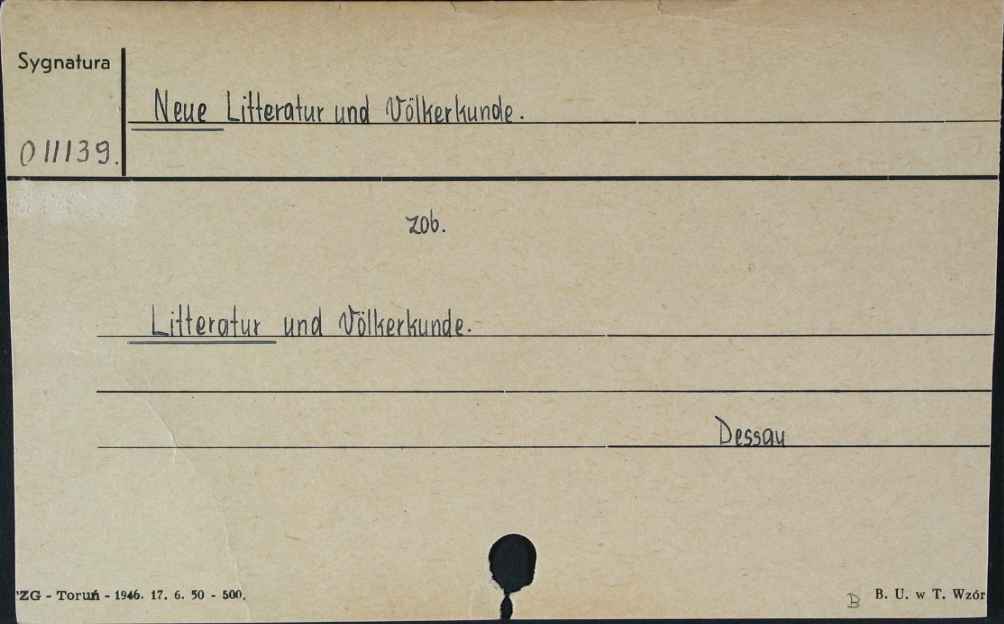 Sygnatura
Neue Litteratur und Völkerkunde.
011139.
zob.
Litteratur und Völkerkunde.
Dessau
ZG - Toruń - 1946. 17. 6. 50 - 500.
B B. U. w T. Wzór